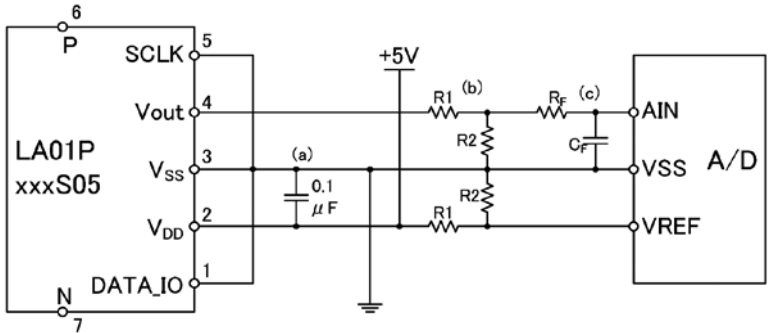 6
P
SCLK 5
+5V
R1 (b) RF (c)
Vout 4
AIN
R2
CF
LA01P
xxxS05
VSS 3
(a)
VSS
A/D
0.1
μF
R2
VDD 2
R1
VREF
DATA_IO 1
N
7